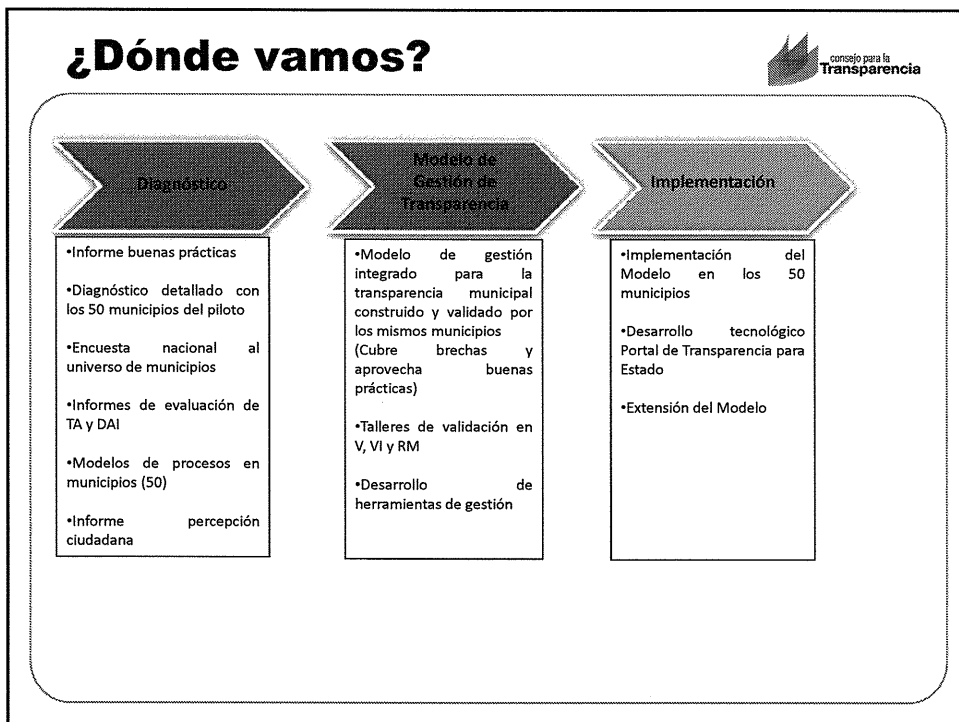 ¿Dónde vamos?
consejo para la
Transparencia
Diagnóstico
•Informe buenas prácticas
•Diagnóstico detallado con
los 50 municipios del piloto
•Encuesta nacional al
universo de municipios
•Informes de evaluación de
TA y DAI
•Modelos de procesos en
municipios (50)
•Informe percepción
ciudadana
Modelo de
Gestión de
Transparencia
•Modelo de gestión
integrado para la
transparencia municipal
construido y validado por
los mismos municipios
(Cubre brechas y
aprovecha buenas
prácticas)
•Talleres de validación en
V, VI y RM
•Desarrollo de
herramientas de gestión
Implementación
•Implementación del
Modelo en los 50
municipios
•Desarrollo tecnológico
Portal de Transparencia para
Estado
•Extensión del Modelo